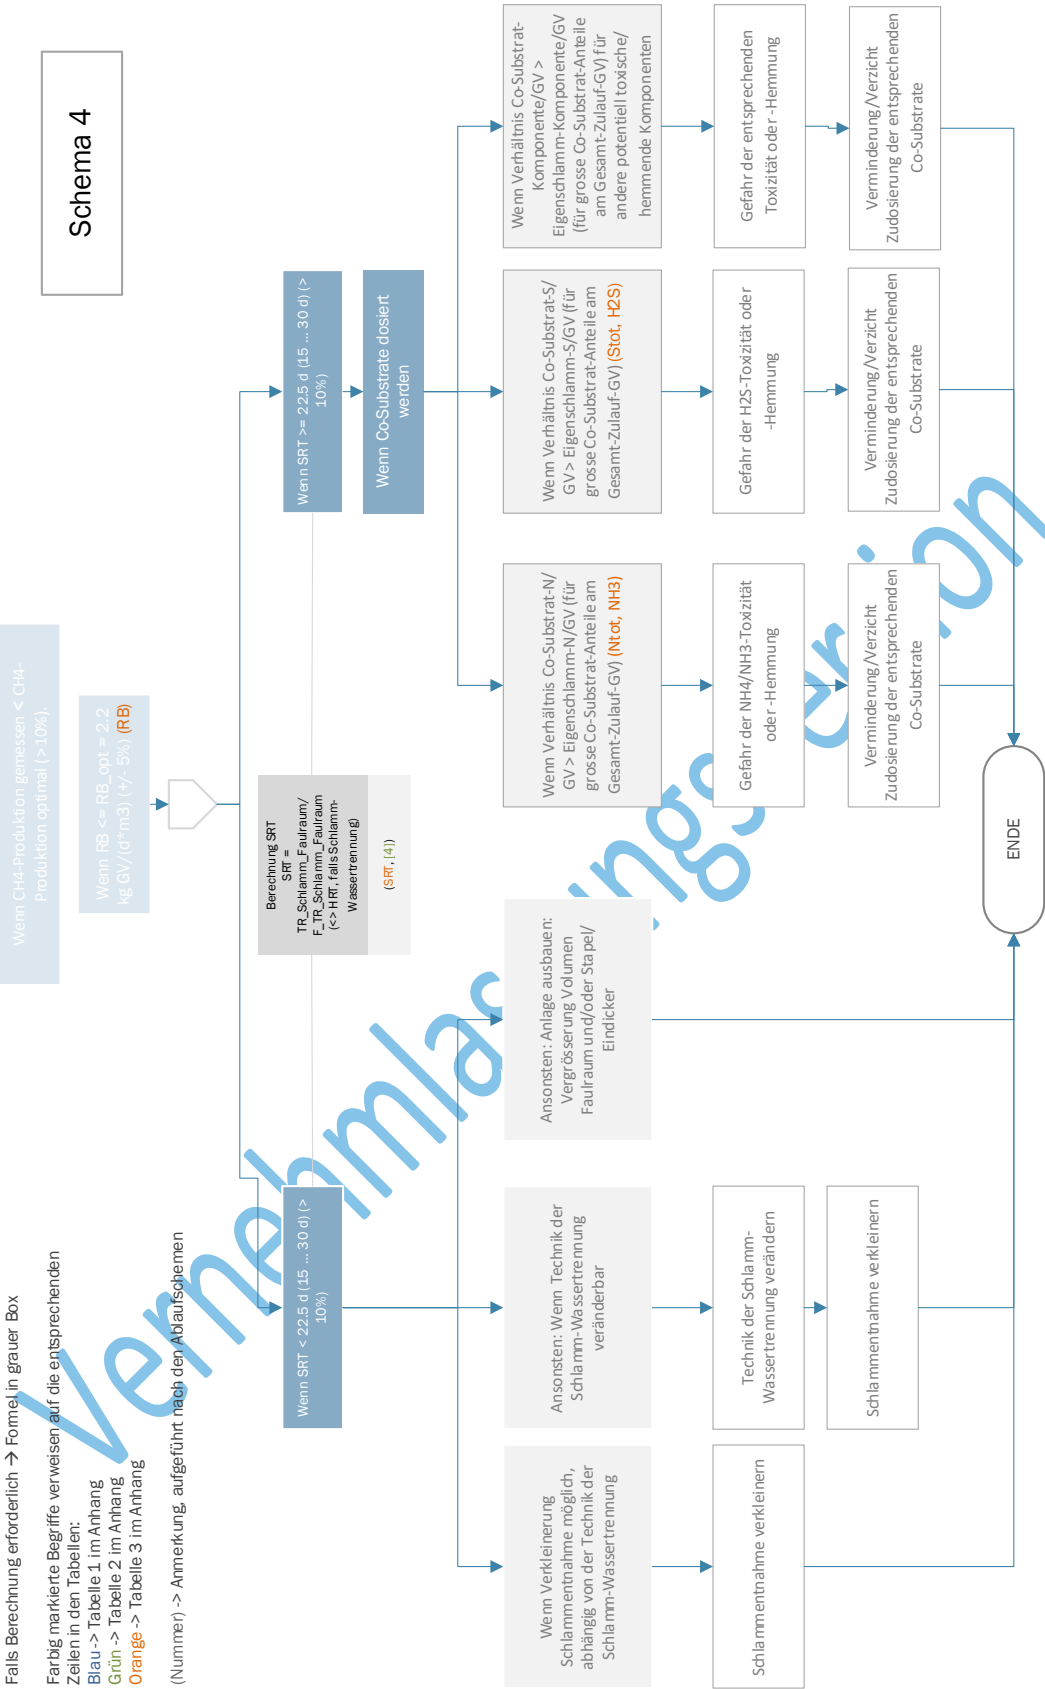 Falls Berechnung erforderlich → Formel in grauer Box
Farbig markierte Begriffe verweisen auf die entsprechenden
Zeilen in den Tabellen:
Blau -> Tabelle 1 im Anhang
Grün -> Tabelle 2 im Anhang
Orange -> Tabelle 3 im Anhang
(Nummer) -> Anmerkung, aufgeführt nach den Ablaufschemen
Wenn CH4-Produktion gemessen < CH4-
Produktion optimal (>10%).
Schema 4
Wenn RB <= RB_opt = 2.2
kg GV/(d*m3) (+/- 5%) (RB)
Wenn SRT < 22.5 d (15 ... 30 d) (>
10%)
Berechnung SRT
SRT =
TR_Schlamm_Faulraum/
F_TR_Schlamm_Faulraum
(<> HRT, falls Schlamm-
Wassertrennung)
(SRT, [4])
Wenn SRT >= 22.5 d (15 ... 30 d) (>
10%)
Wenn Co-Substrate dosiert
werden
Wenn Verkleinerung
Schlammentnahme möglich,
abhängig von der Technik der
Schlamm-Wassertrennung
Ansonsten: Wenn Technik der
Schlamm-Wassertrennung
veränderbar
Ansonsten: Anlage ausbauen:
Vergrösserung Volumen
Faulraum und/oder Stapel/
Eindicker
Wenn Verhältnis Co-Substrat-N/
GV > Eigenschlamm-N/GV (für
grosse Co-Substrat-Anteile am
Gesamt-Zulauf-GV) (Ntot, NH3)
Wenn Verhältnis Co-Substrat-S/
GV > Eigenschlamm-S/GV (für
grosse Co-Substrat-Anteile am
Gesamt-Zulauf-GV) (Stot, H2S)
Wenn Verhältnis Co-Substrat-
Komponente/GV >
Eigenschlamm-Komponente/GV
(für grosse Co-Substrat-Anteile
am Gesamt-Zulauf-GV) für
andere potentiell toxische/
hemmende Komponenten
Schlammentnahme verkleinern
Technik der Schlamm-
Wassertrennung verändern
Gefahr der NH4/NH3-Toxizität
oder -Hemmung
Gefahr der H2S-Toxizität oder
-Hemmung
Gefahr der entsprechenden
Toxizität oder -Hemmung
Schlammentnahme verkleinern
Verminderung/Verzicht
Zudosierung der entsprechenden
Co-Substrate
Verminderung/Verzicht
Zudosierung der entsprechenden
Co-Substrate
Verminderung/Verzicht
Zudosierung der entsprechenden
Co-Substrate
ENDE
Vernehmlassungsversion